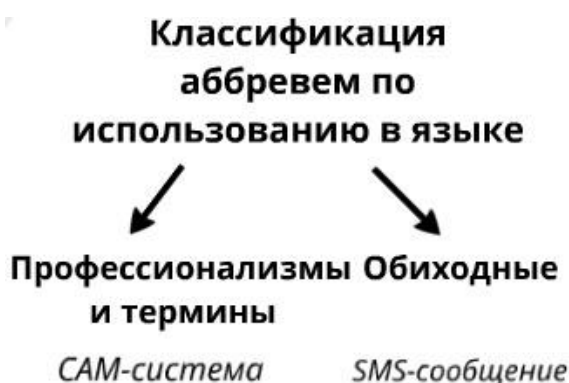 Классификация
аббревем по
использованию в языке
Профессионализмы Обиходные
и термины
САМ-система SMS-сообщение